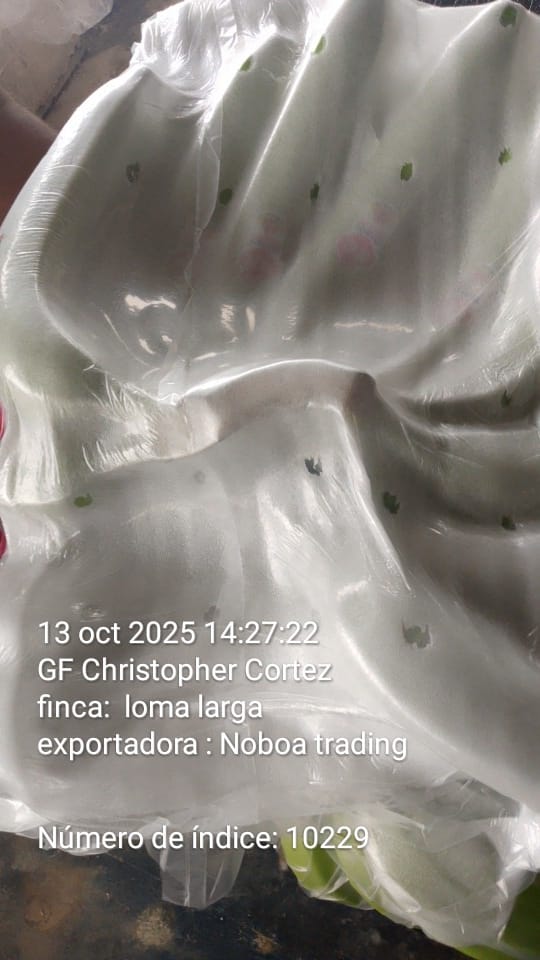 13 oct 2025 14:27:22
GF Christopher Cortez
finca:  loma larga
exportadora : Noboa trading
Número de índice: 10229